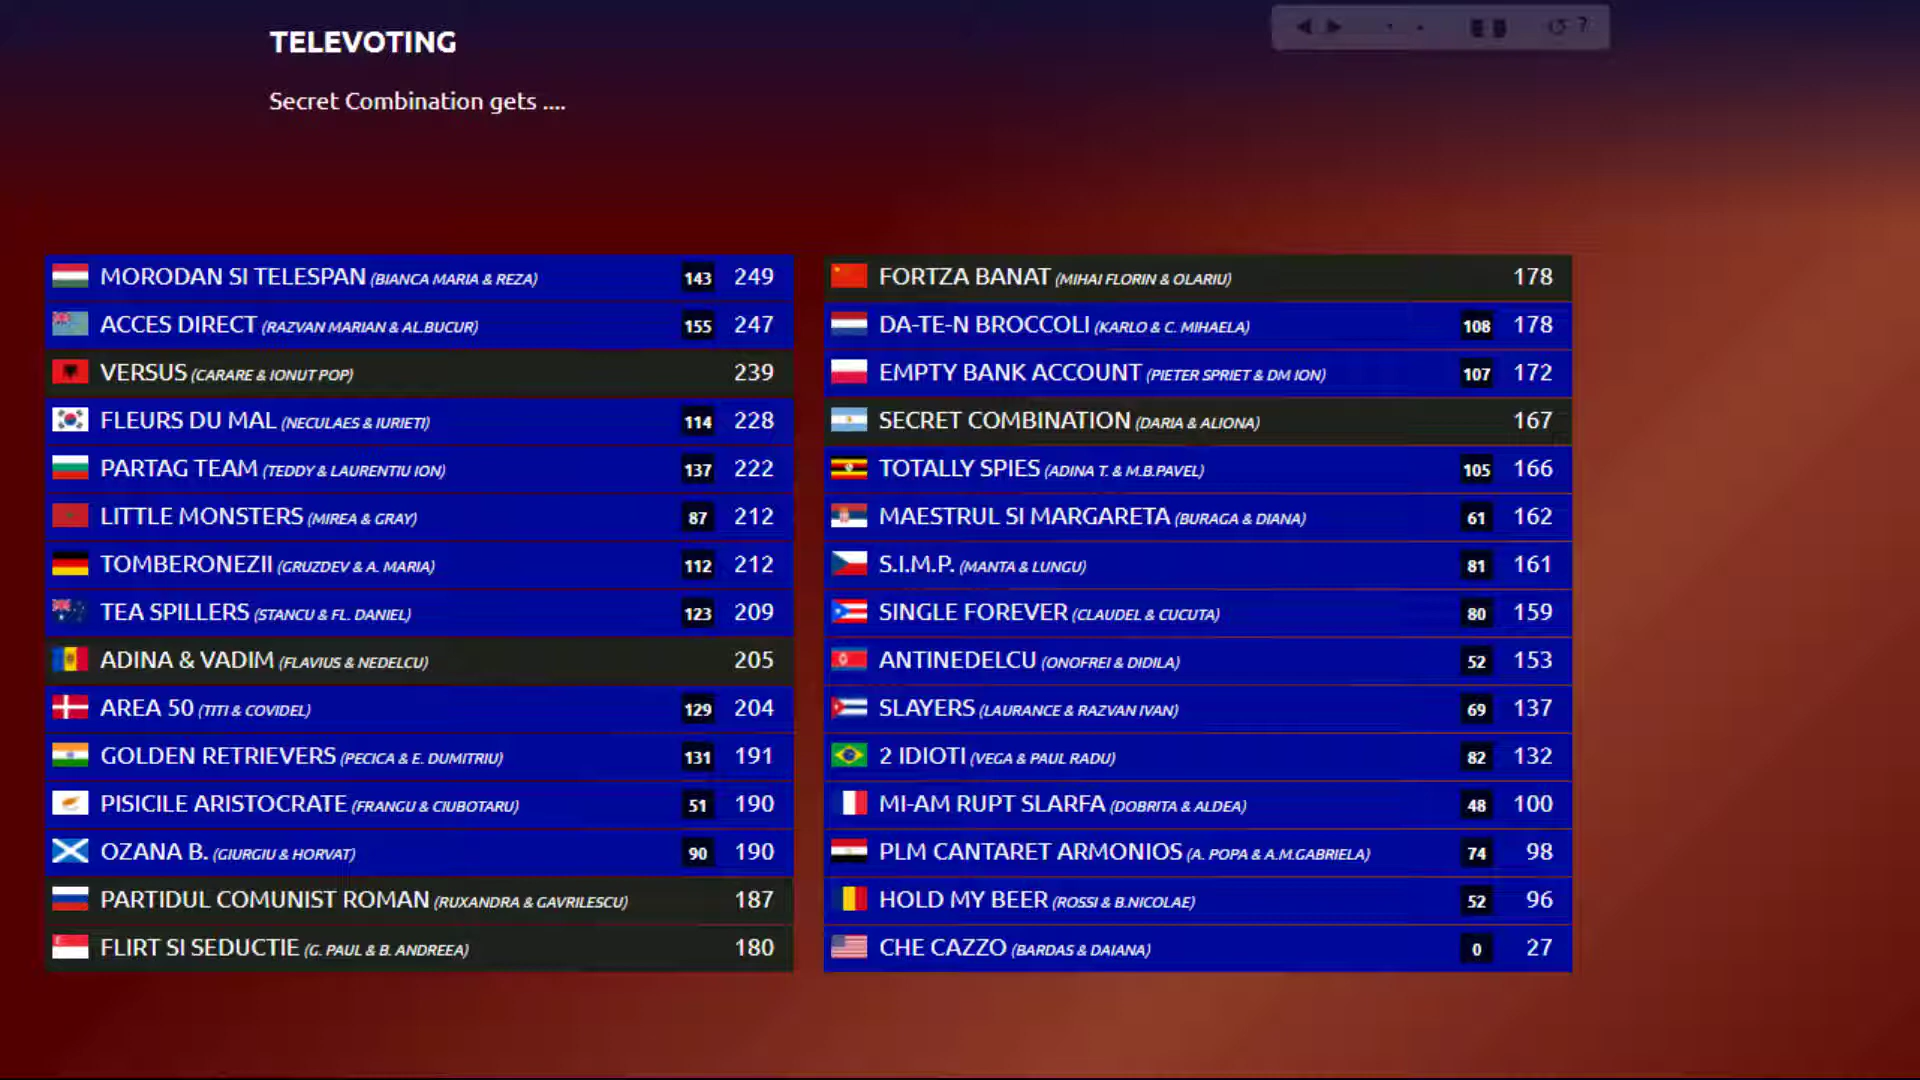 TELEVOTING
Secret Combination gets ....
MORODAN SI TELESPAN (BIANCA MARIA & REZA) 143 249
ACCES DIRECT (RAZVAN MARIAN & AL.BUCUR) 155 247
VERSUS (CARARE & IONUT POP) 239
FLEURS DU MAL (NECULAES & IURIETI) 114 228
PARTAG TEAM (TEDDY & LAURENTIU ION) 137 222
LITTLE MONSTERS (MIREA & GRAY) 87 212
TOMBERONEZII (GRUZDEV & A. MARIA) 112 212
TEA SPILLERS (STANCU & FL. DANIEL) 123 209
ADINA & VADIM (FLAVIUS & NEDELCU) 205
AREA 50 (TITI & COVIDEL) 129 204
GOLDEN RETRIEVERS (PECICA & E. DUMITRIU) 131 191
PISICILE ARISTOCRATE (FRANGU & CIUBOTARU) 51 190
OZANA B. (GIURGIU & HORVAT) 90 190
PARTIDUL COMUNIST ROMAN (RUXANDRA & GAVRILESCU) 187
FLIRT SI SEDUCTIE (G. PAUL & B. ANDREEA) 180
FORTZA BANAT (MIHAI FLORIN & OLARIU) 178
DA-TE-N BROCCOLI (KARLO & C. MIHAELA) 108 178
EMPTY BANK ACCOUNT (PIETER SPRIET & DM ION) 107 172
SECRET COMBINATION (DARIA & ALIONA) 167
TOTALLY SPIES (ADINA T. & M.B.PAVEL) 105 166
MAESTRUL SI MARGARETA (BURAGA & DIANA) 61 162
S.I.M.P. (MANTA & LUNGU) 81 161
SINGLE FOREVER (CLAUDEL & CUCUTA) 80 159
ANTINEDELCU (ONOFREI & DIDILA) 52 153
SLAYERS (LAURANCE & RAZVAN IVAN) 69 137
2 IDIOTI (VEGA & PAUL RADU) 82 132
MI-AM RUPT SLARFA (DOBRITA & ALDEA) 48 100
PLM CANTARET ARMONIOS (A. POPA & A.M.GABRIELA) 74 98
HOLD MY BEER (ROSSI & B.NICOLAE) 52 96
CHE CAZZO (BARDAS & DAIANA) 0 27